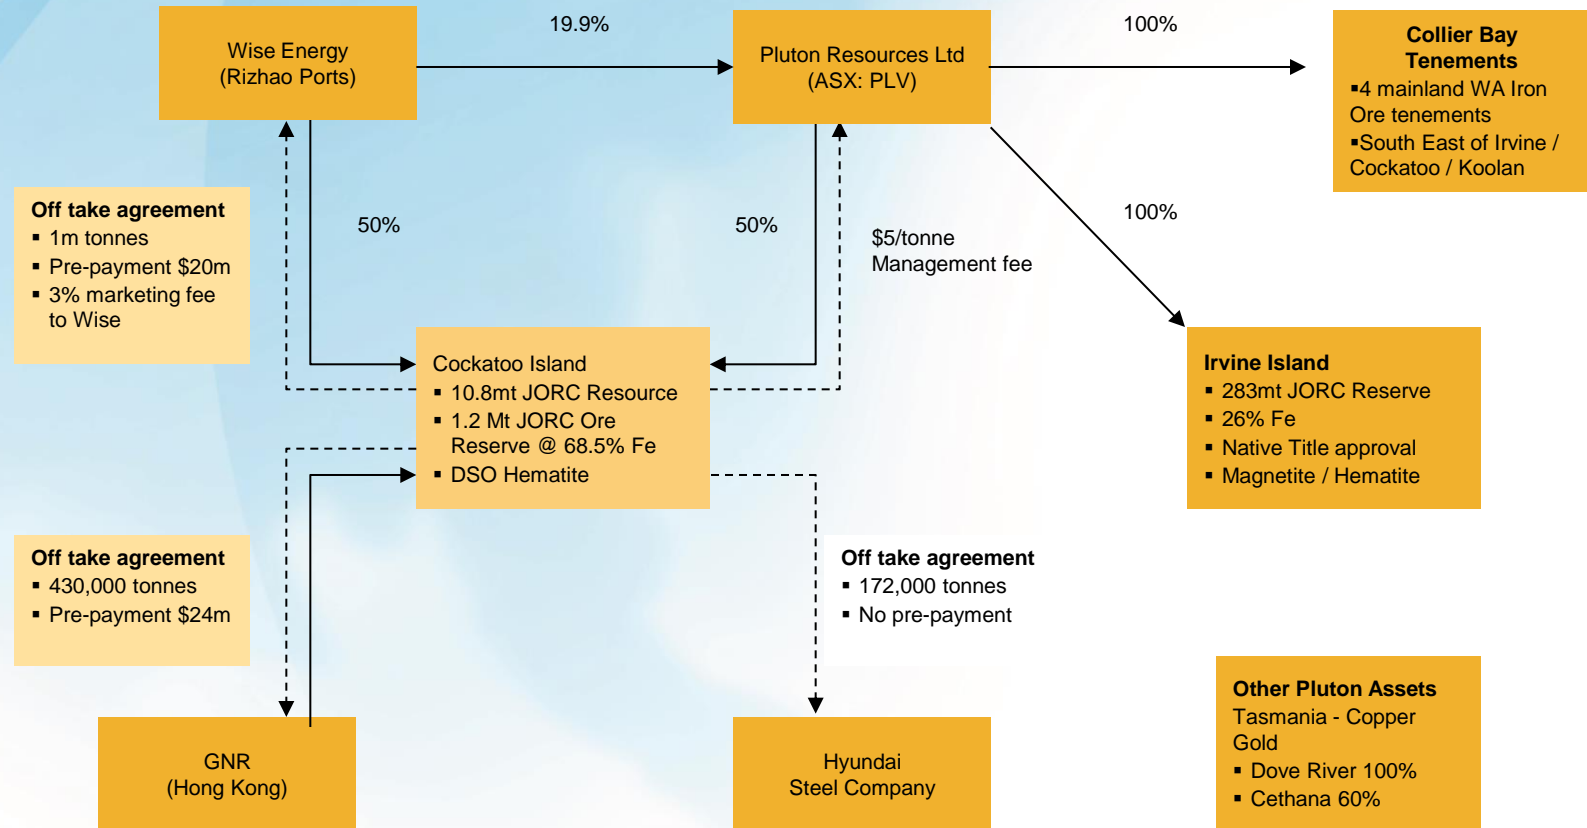 19.9%
100%
Wise Energy
(Rizhao Ports)
Pluton Resources Ltd
(ASX: PLV)
Collier Bay
Tenements
▪4 mainland WA Iron
Ore tenements
▪South East of Irvine /
Cockatoo / Koolan
Off take agreement
▪ 1m tonnes
▪ Pre-payment $20m
▪ 3% marketing fee
to Wise
50%
50%
$5/tonne
Management fee
100%
Cockatoo Island
▪ 10.8mt JORC Resource
▪ 1.2 Mt JORC Ore
Reserve @ 68.5% Fe
▪ DSO Hematite
Irvine Island
▪ 283mt JORC Reserve
▪ 26% Fe
▪ Native Title approval
▪ Magnetite / Hematite
Off take agreement
▪ 430,000 tonnes
▪ Pre-payment $24m
Off take agreement
▪ 172,000 tonnes
▪ No pre-payment
GNR
(Hong Kong)
Hyundai
Steel Company
Other Pluton Assets
Tasmania - Copper
Gold
▪ Dove River 100%
▪ Cethana 60%